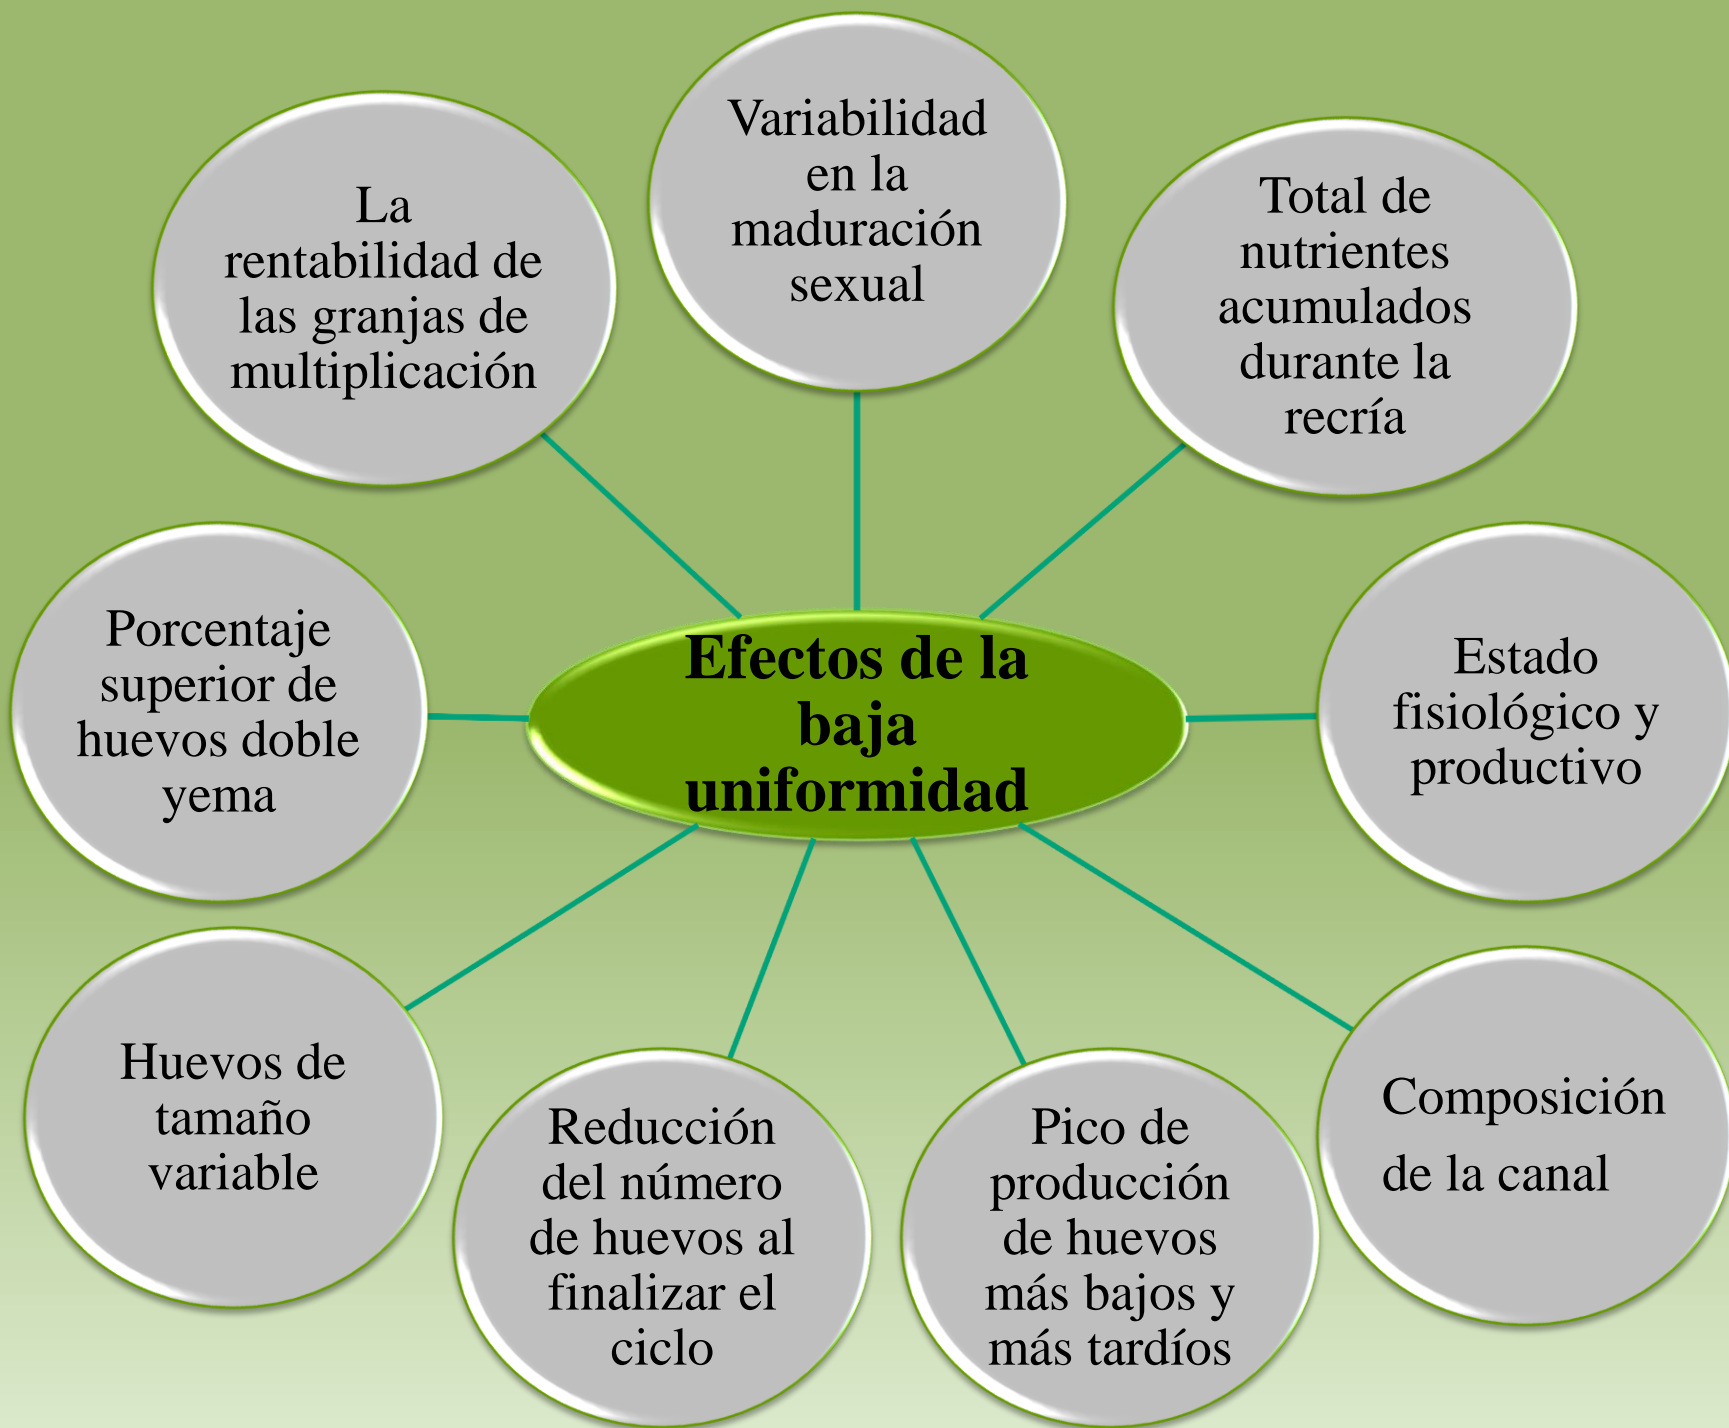 Variabilidad
en la
maduración
sexual
Total de
nutrientes
acumulados
durante la
recría
Estado
fisiológico y
productivo
Composición
de la canal
Pico de
producción
de huevos
más bajos y
más tardíos
Reducción
del número
de huevos al
finalizar el
ciclo
Huevos de
tamaño
variable
Porcentaje
superior de
huevos doble
yema
La
rentabilidad de
las granjas de
multiplicación
Efectos de la
baja
uniformidad